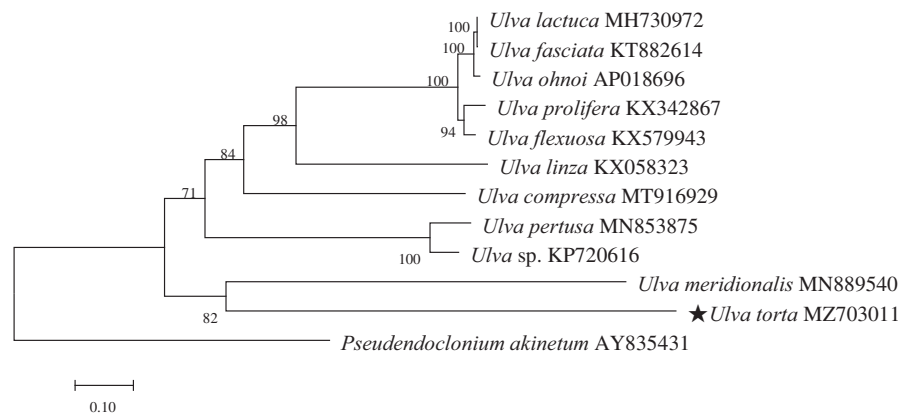 Ulva lactuca MH730972
100
Ulva fasciata KT882614
100
Ulva ohnoi AP018696
100
Ulva prolifera KX342867
98
94
Ulva flexuosa KX579943
84
Ulva linza KX058323
71
Ulva compressa MT916929
Ulva pertusa MN853875
100
Ulva sp. KP720616
Ulva meridionalis MN889540
82
★Ulva torta MZ703011
Pseudendoclonium akinetum AY835431
0.10